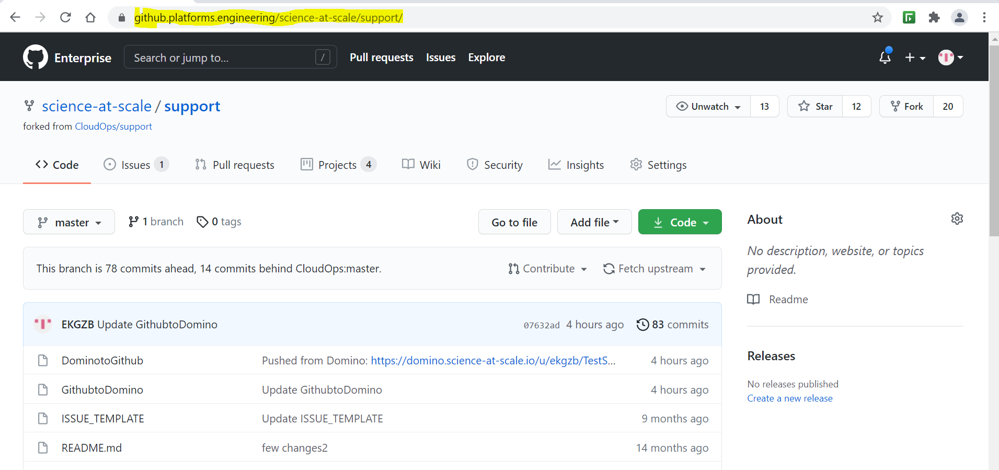 github.platforms.engineering/science-at-scale/support/
Enterprise Search or jump to... / Pull requests Issues Explore
science-at-scale / support Unwatch 13 Star 12 Fork 20
forked from CloudOps/support
Code Issues 1 Pull requests Projects 4 Wiki Security Insights Settings
master 1 branch 0 tags Go to file Add file Code
This branch is 78 commits ahead, 14 commits behind CloudOps:master. Contribute Fetch upstream
EKGZB Update GithubtoDomino 07632ad 4 hours ago 83 commits
DominotoGithub Pushed from Domino: https://domino.science-at-scale.io/u/ekgzb/TestS... 4 hours ago
GithubtoDomino Update GithubtoDomino 4 hours ago
ISSUE_TEMPLATE Update ISSUE_TEMPLATE 9 months ago
README.md few changes2 14 months ago
About
No description, website, or topics
provided.
Readme
Releases
No releases published
Create a new release